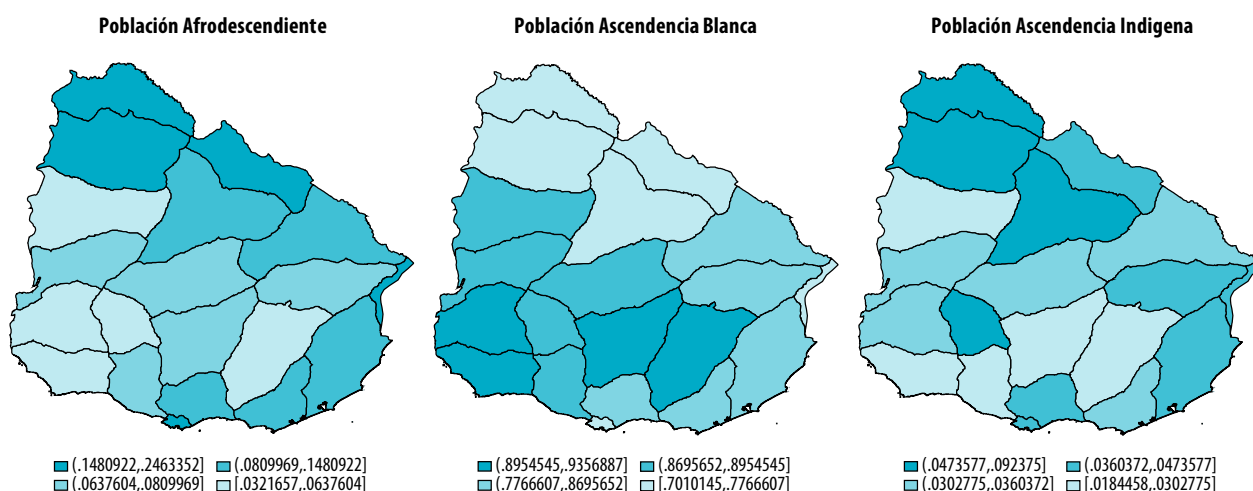 Población Afrodescendiente
(.1480922,.2463352] (.0809969,.1480922]
(.0637604,.0809969] [.0321657,.0637604]
Población Ascendencia Blanca
(.8954545,.9356887] (.8695652,.8954545]
(.7766607,.8695652] [.7010145,.7766607]
Población Ascendencia Indigena
(.0473577,.092375] (.0360372,.0473577]
(.0302775,.0360372] [.0184458,.0302775]